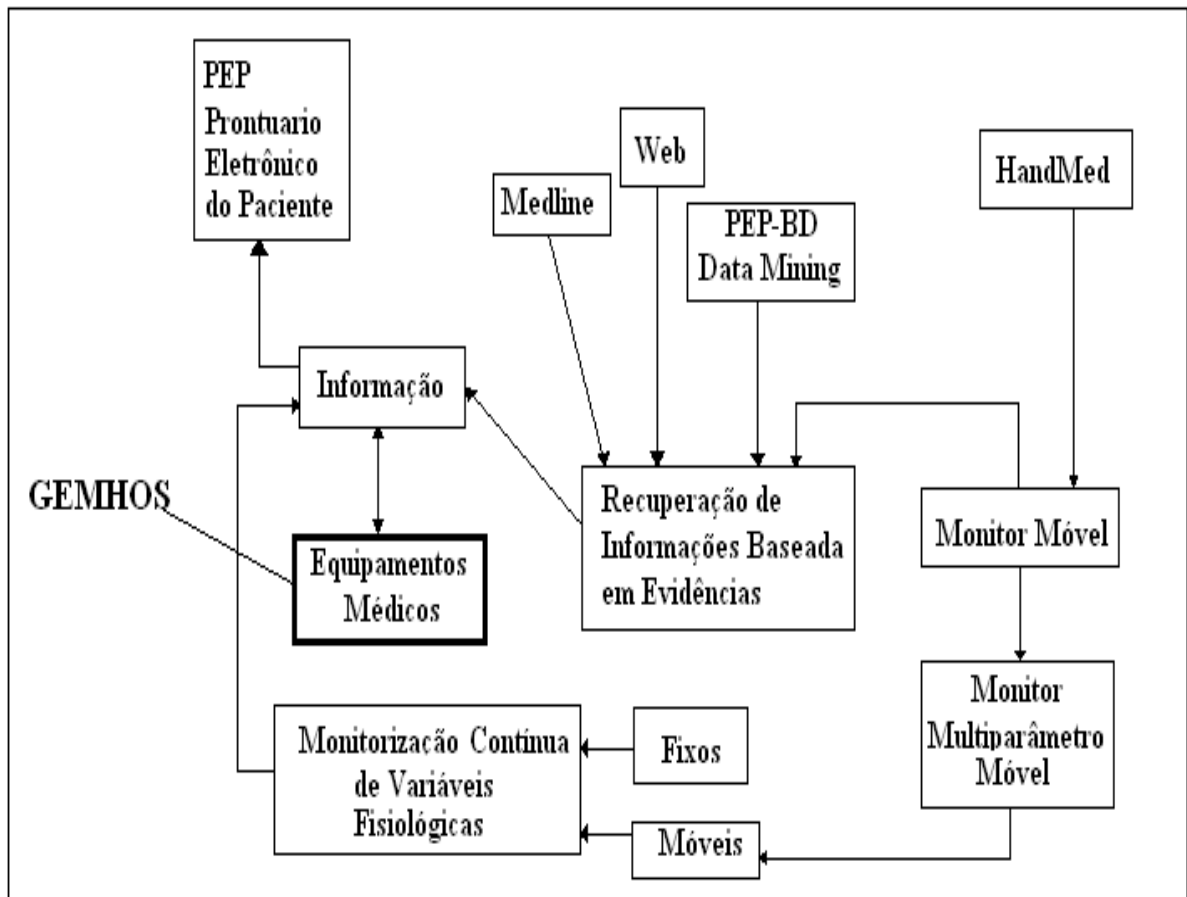 PEP
Prontuario
Eletrônico
do Paciente
Web
HandMed
Medline
PEP-BD
Data Mining
Informação
GEMHOS
Equipamentos
Médicos
Recuperação de
Informações Baseada
em Evidências
Monitor Móvel
Monitor
Multiparâmetro
Móvel
Monitorização Contínua
de Variáveis
Fisiológicas
Fixos
Móveis